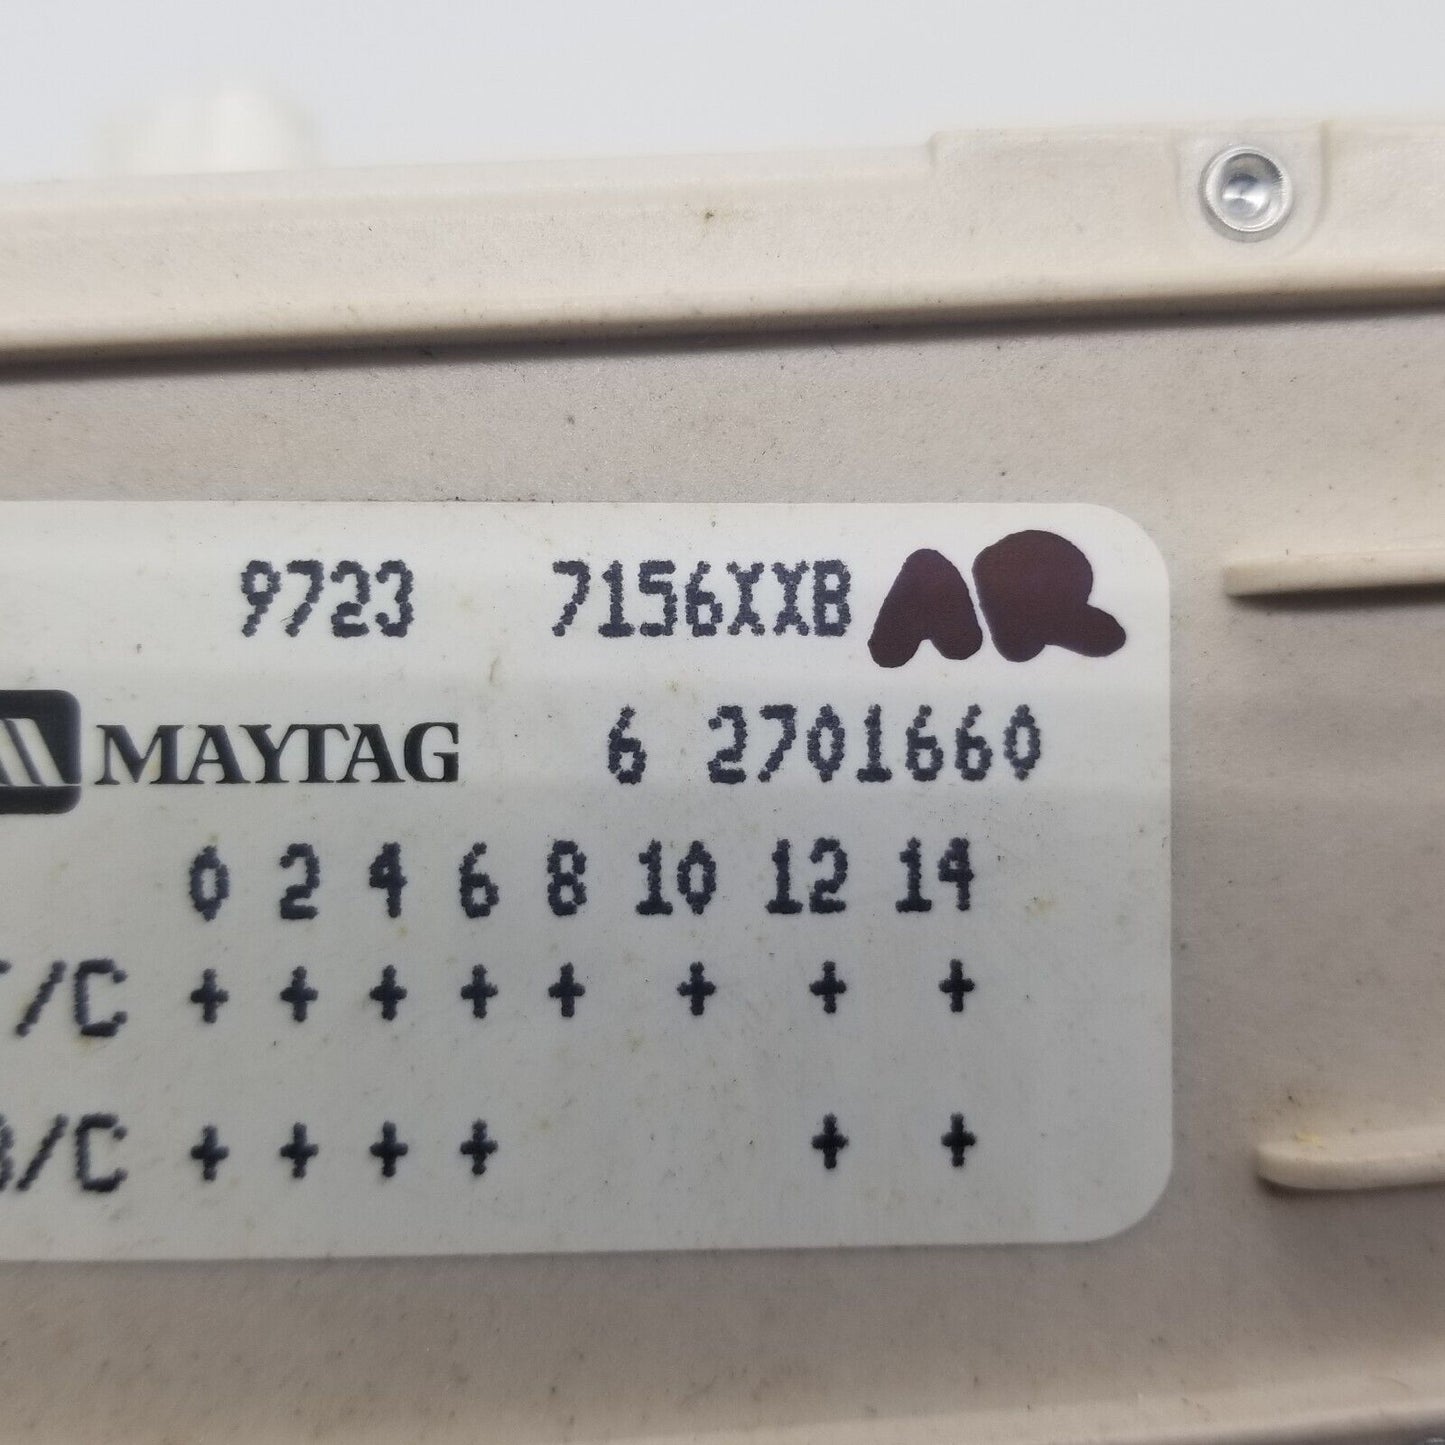 9723 7156XXB AR
MAYTAG 6 2701660
0 2 4 6 8 10 12 14
/C + + + + + + + +
/C + + + + + +